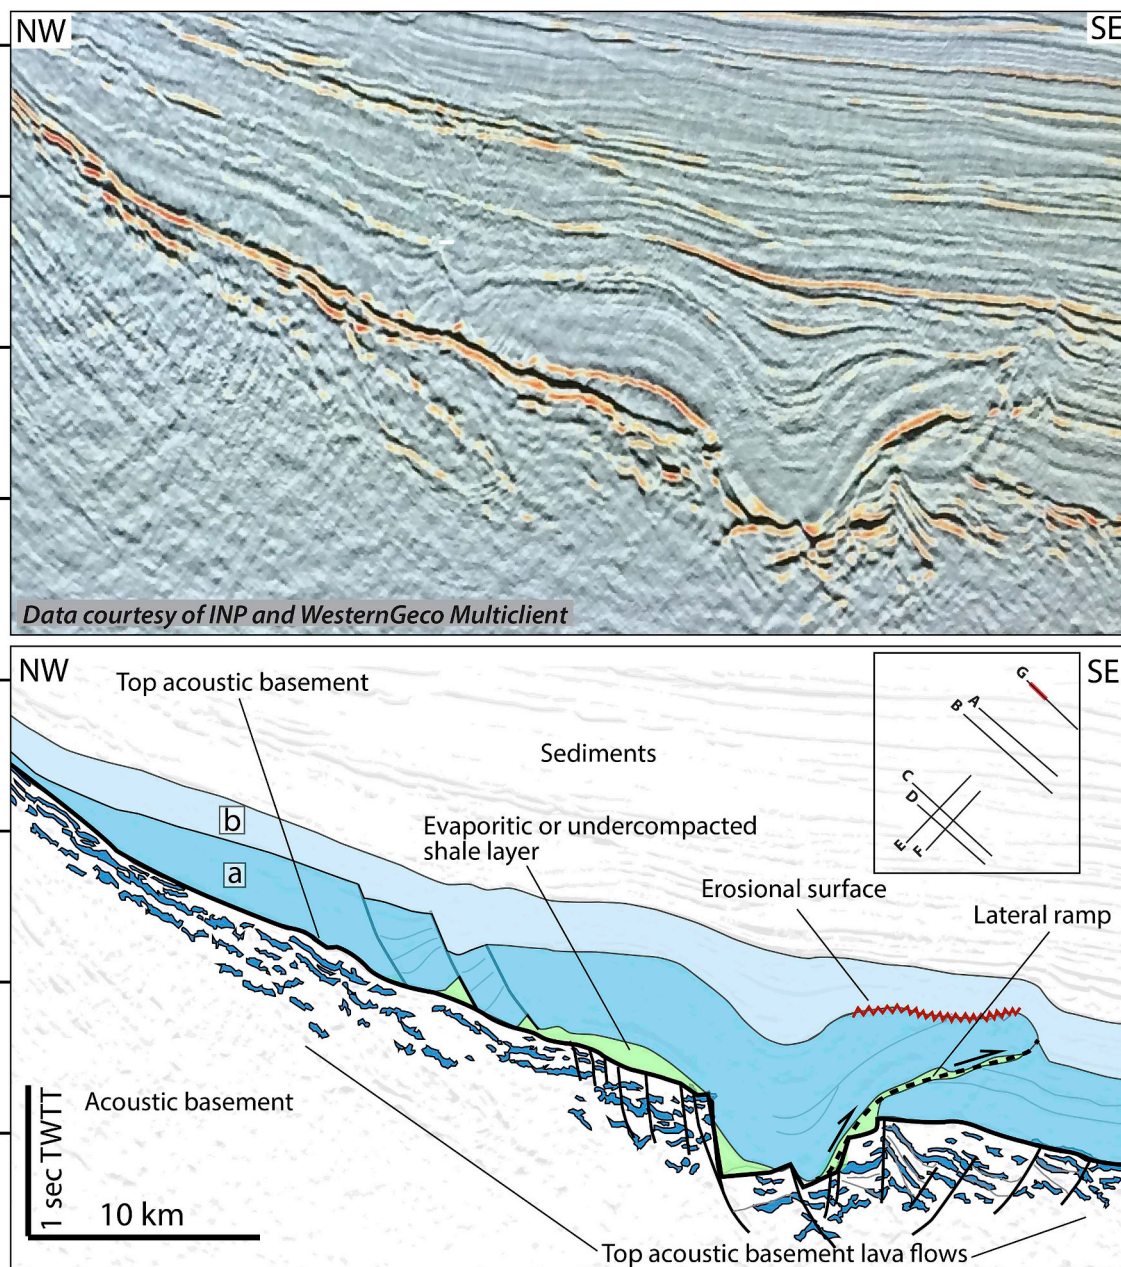 NW
SE
Data courtesy of INP and WesternGeco Multiclient
NW
SE
Top acoustic basement
G
A
B
Sediments
C
D
E
F
b
Evaporitic or undercompacted
shale layer
a
Erosional surface
Lateral ramp
Acoustic basement
1 sec TWTT
10 km
Top acoustic basement lava flows